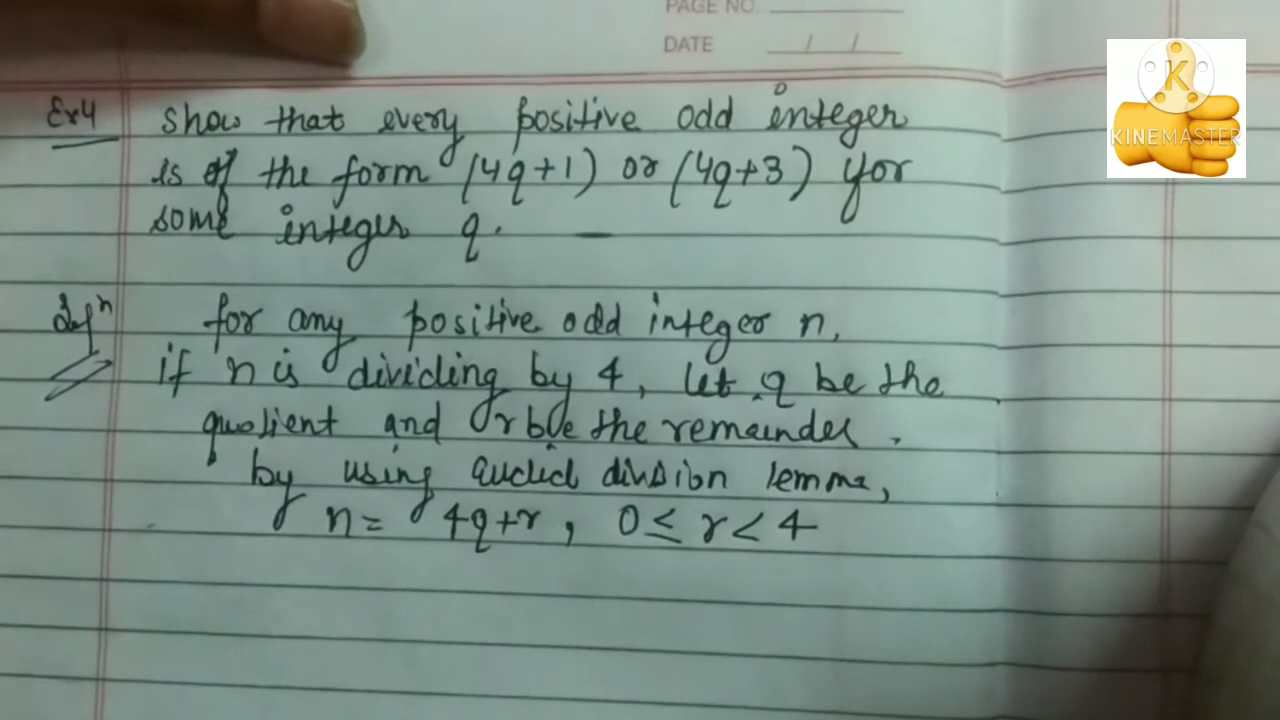 PAGE NO.
DATE / /
K
KINEMASTER
Ex4 show that every positive odd integer
is of the form (4q+1) or (4q+3) for
some integer q.
Solⁿ for any positive odd integer n,
if n is dividing by 4, let q be the
quotient and r be the remainder.
by using euclid division lemma,
n = 4q+r, 0 ≤ r < 4